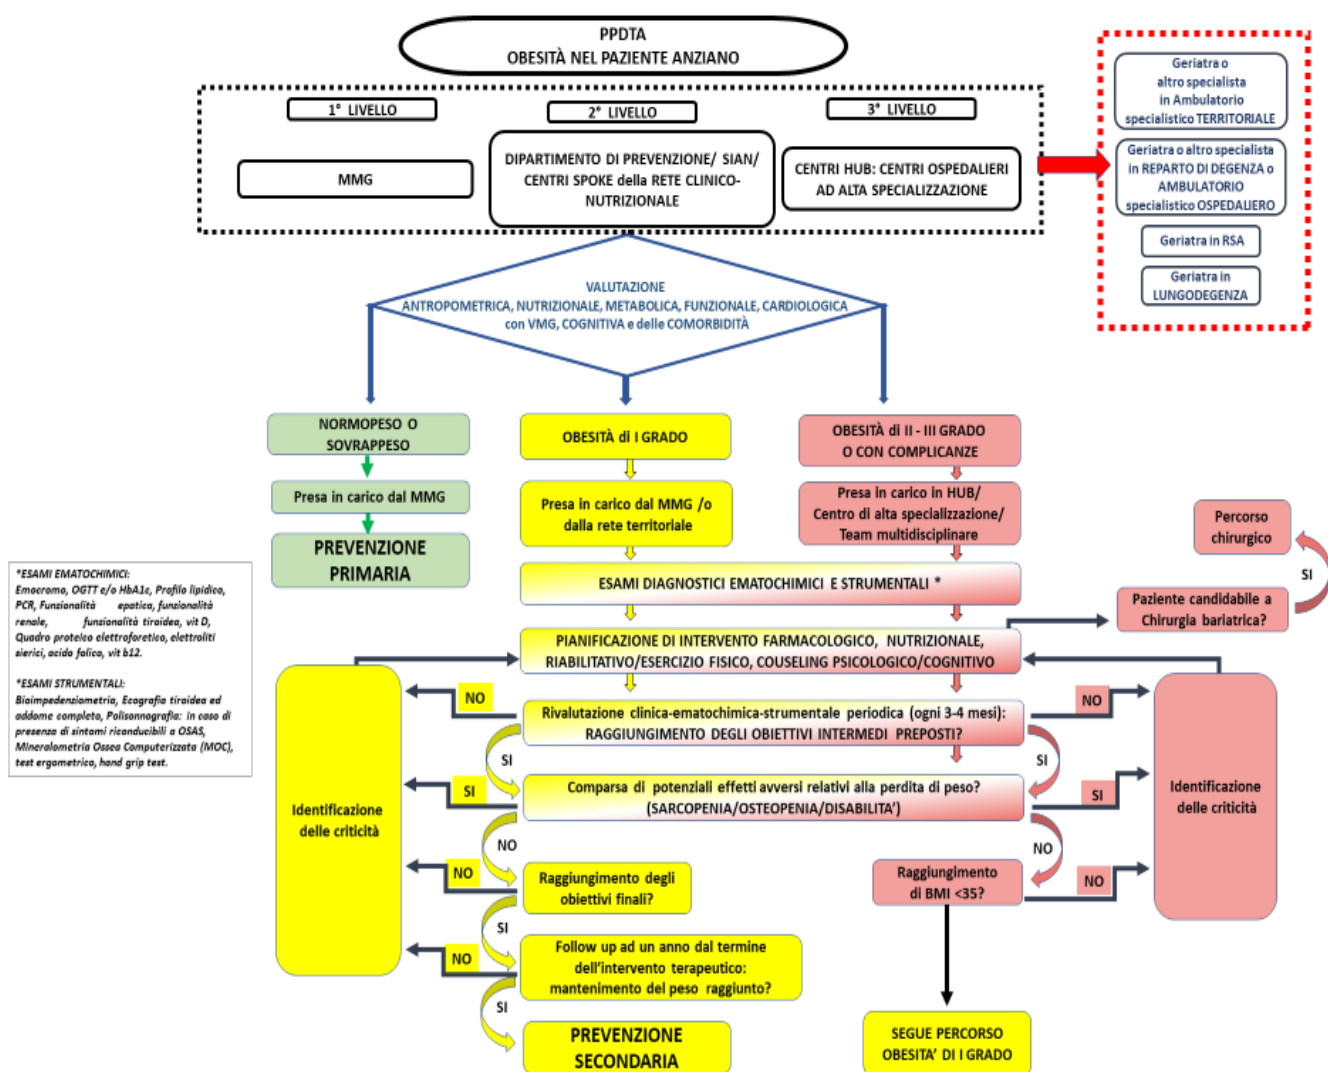 PPDTA
OBESITÀ NEL PAZIENTE ANZIANO
1° LIVELLO
2° LIVELLO
3° LIVELLO
MMG
DIPARTIMENTO DI PREVENZIONE/ SIAN/
CENTRI SPOKE della RETE CLINICO-
NUTRIZIONALE
CENTRI HUB: CENTRI OSPEDALIERI
AD ALTA SPECIALIZZAZIONE
Geriatra o
altro specialista
in Ambulatorio
specialistico TERRITORIALE
Geriatra o altro specialista
in REPARTO DI DEGENZA o
AMBULATORIO
specialistico OSPEDALIERO
Geriatra in RSA
Geriatra in
LUNGODEGENZA
VALUTAZIONE
ANTROPOMETRICA, NUTRIZIONALE, METABOLICA, FUNZIONALE, CARDIOLOGICA
con VMG, COGNITIVA e delle COMORBIDITÀ
NORMOPESO O
SOVRAPPESO
Presa in carico dal MMG
PREVENZIONE
PRIMARIA
OBESITÀ di I GRADO
Presa in carico dal MMG /o
dalla rete territoriale
OBESITÀ di II - III GRADO
O CON COMPLICANZE
Presa in carico in HUB/
Centro di alta specializzazione/
Team multidisciplinare
Percorso
chirurgico
SI
Paziente candidabile a
Chirurgia bariatrica?
ESAMI DIAGNOSTICI EMATOCHIMICI E STRUMENTALI *
*ESAMI EMATOCHIMICI:
Emocromo, OGTT e/o HbA1c, Profilo lipidico,
PCR, Funzionalità epatica, funzionalità
renale, funzionalità tiroidea, vit D,
Quadro proteico elettroforetico, elettroliti
sierici, acido folico, vit b12.
*ESAMI STRUMENTALI:
Bioimpedenziometria, Ecografia tiroidea ed
addome completo, Polisonnografia: in caso di
presenza di sintomi riconducibili a OSAS,
Mineralometria Ossea Computerizzata (MOC),
test ergometrico, hand grip test.
PIANIFICAZIONE DI INTERVENTO FARMACOLOGICO, NUTRIZIONALE,
RIABILITATIVO/ESERCIZIO FISICO, COUSELING PSICOLOGICO/COGNITIVO
NO
Rivalutazione clinica-ematochimica-strumentale periodica (ogni 3-4 mesi):
RAGGIUNGIMENTO DEGLI OBIETTIVI INTERMEDI PREPOSTI?
NO
SI
SI
SI
Comparsa di potenziali effetti avversi relativi alla perdita di peso?
(SARCOPENIA/OSTEOPENIA/DISABILITA')
SI
Identificazione
delle criticità
Identificazione
delle criticità
NO
NO
NO
Raggiungimento degli
obiettivi finali?
Raggiungimento
di BMI <35?
NO
SI
NO
Follow up ad un anno dal termine
dell'intervento terapeutico:
mantenimento del peso raggiunto?
SI
PREVENZIONE
SECONDARIA
SEGUE PERCORSO
OBESITA' DI I GRADO